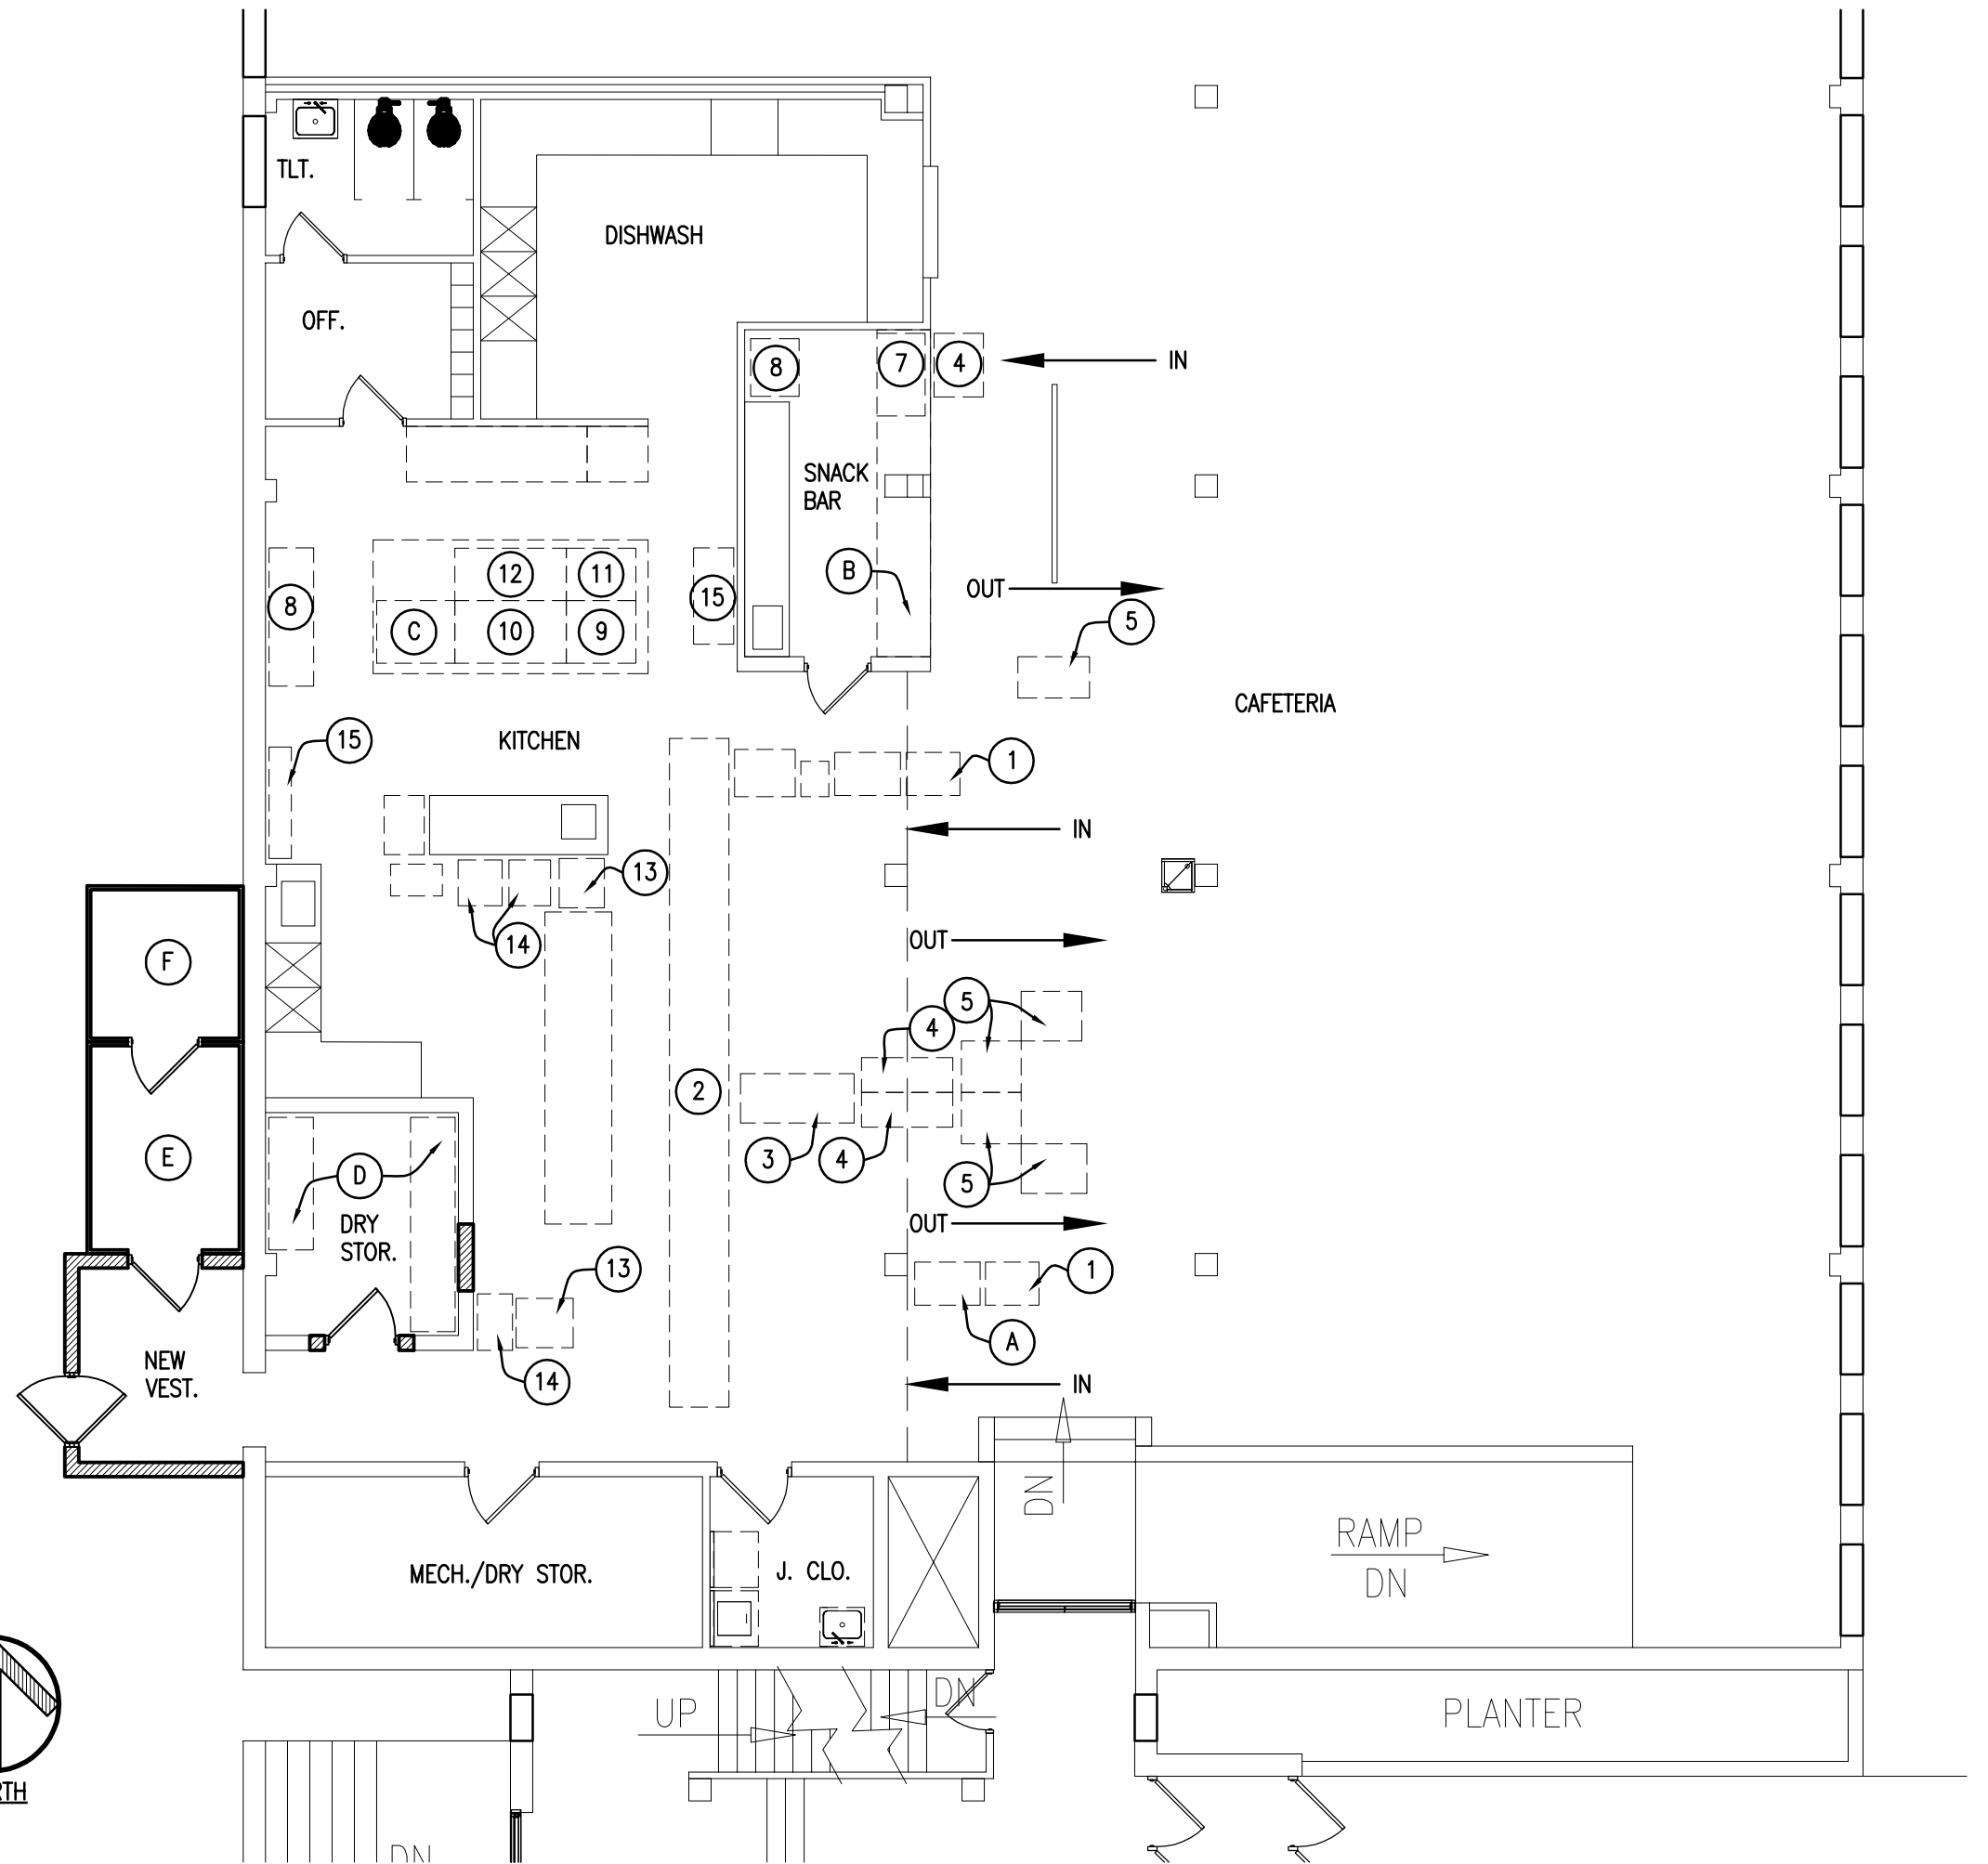 TLT.
DISHWASH
OFF.
8
7
4
IN
SNACK
BAR
12
11
8
C
10
9
15
B
OUT
5
CAFETERIA
15
KITCHEN
1
IN
13
14
OUT
F
5
4
2
E
3
4
D
5
DRY
STOR.
OUT
13
1
A
NEW
VEST.
14
IN
DN
RAMP
DN
MECH./DRY STOR.
J. CLO.
UP
DN
PLANTER
RTH
DN